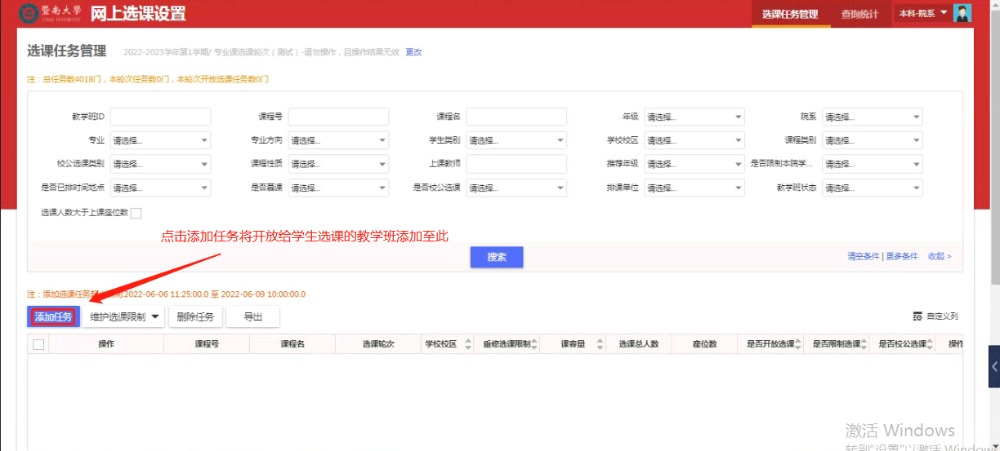 暨南大學 网上选课设置 选课任务管理 查询统计 本科-院系
JINAN UNIVERSITY
选课任务管理 2022-2023学年第1学期/ 专业课选课轮次（测试）-请勿操作，且操作结果无效 更改
注：总任务数4018门，本轮次任务数0门，本轮次开放选课任务数0门
教学班ID 课程号 课程名 年级 请选择... 院系 请选择...
专业 请选择... 专业方向 请选择... 学生类别 请选择... 学校校区 请选择... 课程类别 请选择...
校公选课类别 请选择... 课程性质 请选择... 上课教师 推荐年级 请选择... 是否限制本院学... 请选择...
是否已排时间地点 请选择... 是否慕课 请选择... 是否校公选课 请选择... 排课单位 请选择... 教学班状态 请选择...
选课人数大于上课座位数
点击添加任务将开放给学生选课的教学班添加至此
搜索 清空条件 | 更多条件 收起 >
注：添加选课任务 2022-06-06 11:25:00.0 至 2022-06-09 10:00:00.0
添加任务 维护选课限制 删除任务 导出 自定义列
操作 课程号 课程名 选课轮次 学校校区 重修选课限制 课容量 选课总人数 座位数 是否开放选课 是否限制选课 是否校公选课 操作
激活 Windows
转到"设置"以激活 Windows